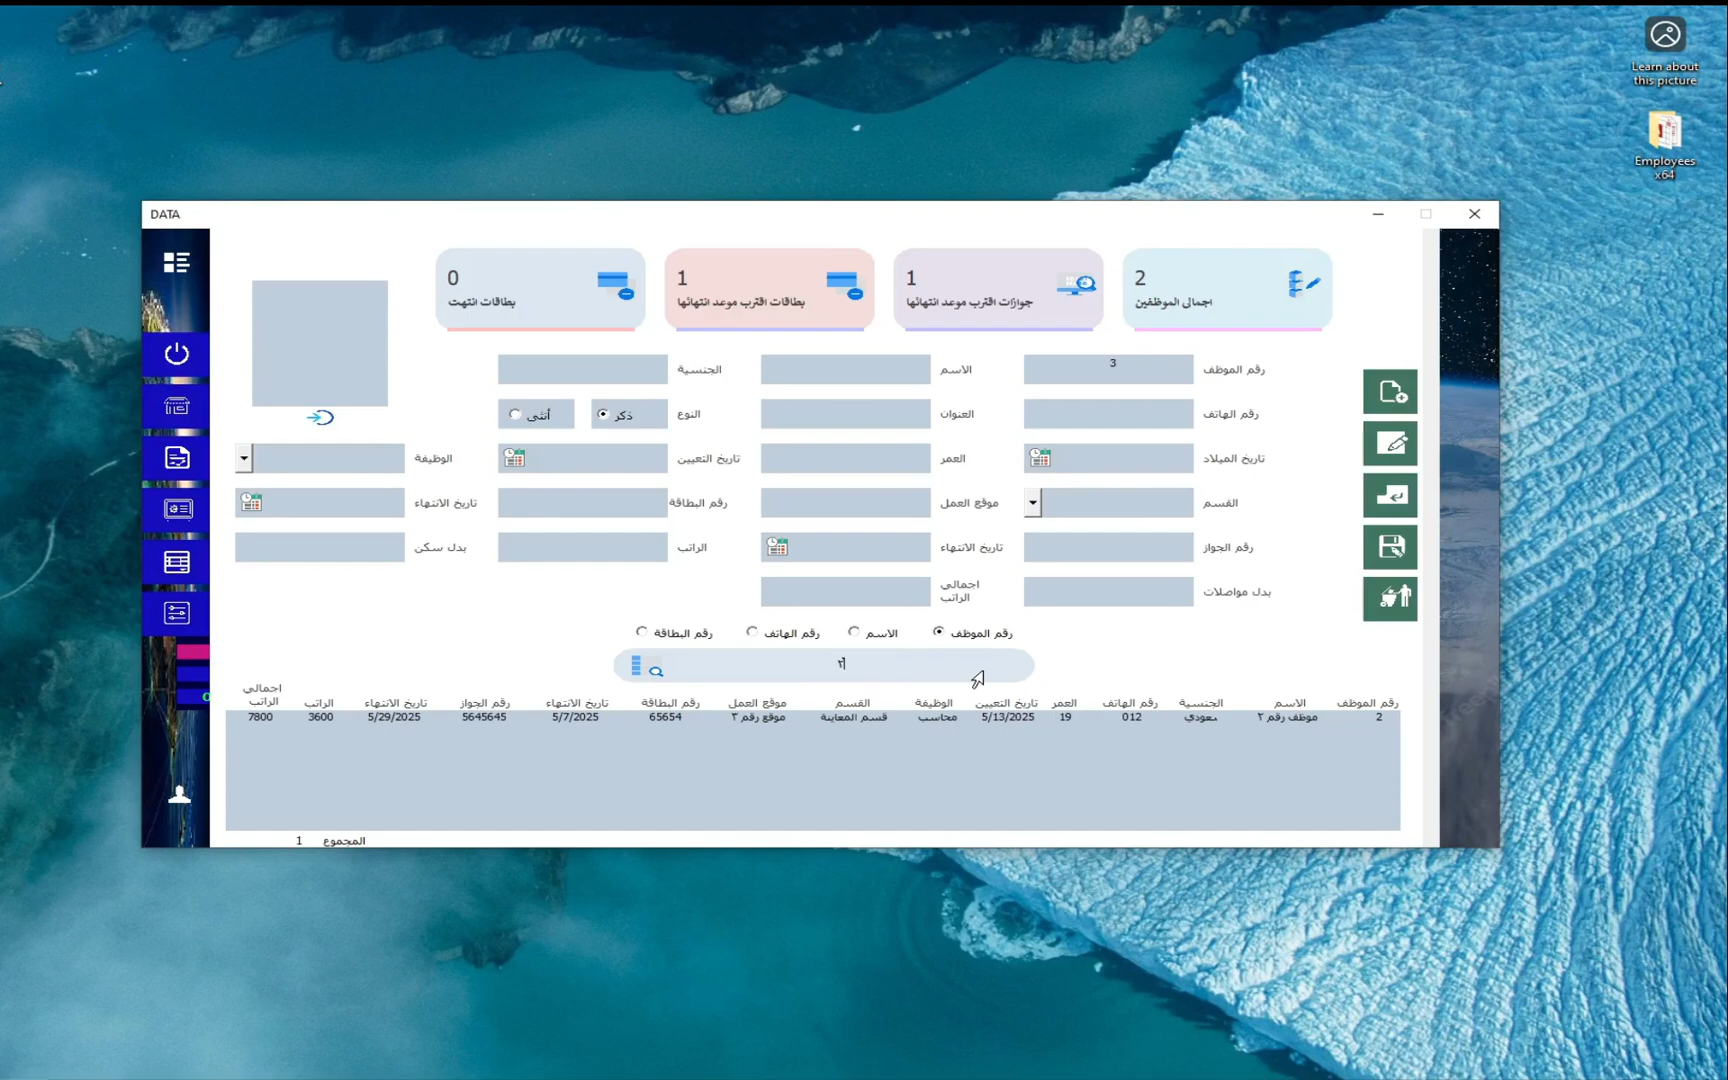 Learn about
this picture
Employees
x64
DATA
2
اجمالى الموظفين
1
جوازات اقترب موعد انتهائها
1
بطاقات اقترب موعد انتهائها
0
بطاقات انتهت
رقم الموظف 3 الاسم الجنسية
رقم الهاتف العنوان النوع ذكر أنثى
تاريخ الميلاد العمر تاريخ التعيين الوظيفة
القسم موقع العمل رقم البطاقة تاريخ الانتهاء
رقم الجواز تاريخ الانتهاء الراتب بدل سكن
بدل مواصلات اجمالي الراتب
رقم الموظف الاسم رقم الهاتف رقم البطاقة
٢
رقم الموظف الاسم الجنسية رقم الهاتف العمر تاريخ التعيين الوظيفة القسم موقع العمل رقم البطاقة تاريخ الانتهاء رقم الجواز تاريخ الانتهاء الراتب اجمالي الراتب
2 موظف رقم ٢ سعودي 012 19 5/13/2025 محاسب قسم المعاينة موقع رقم ٣ 65654 5/7/2025 5645645 5/29/2025 3600 7800
المجموع 1
0